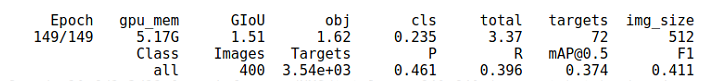 Epoch gpu_mem GIoU obj cls total targets img_size
149/149 5.17G 1.51 1.62 0.235 3.37 72 512
Class Images Targets P R mAP@0.5 F1
all 400 3.54e+03 0.461 0.396 0.374 0.411